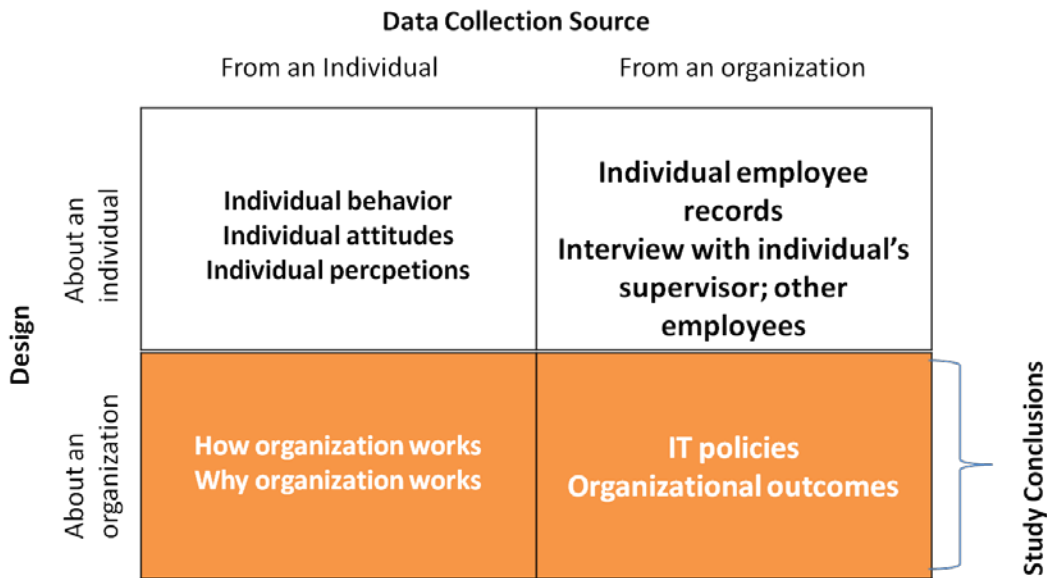 Data Collection Source
From an Individual
From an organization
Design
About an
individual
Individual behavior
Individual attitudes
Individual percpetions
Individual employee
records
Interview with individual's
supervisor; other
employees
About an
organization
How organization works
Why organization works
IT policies
Organizational outcomes
Study Conclusions